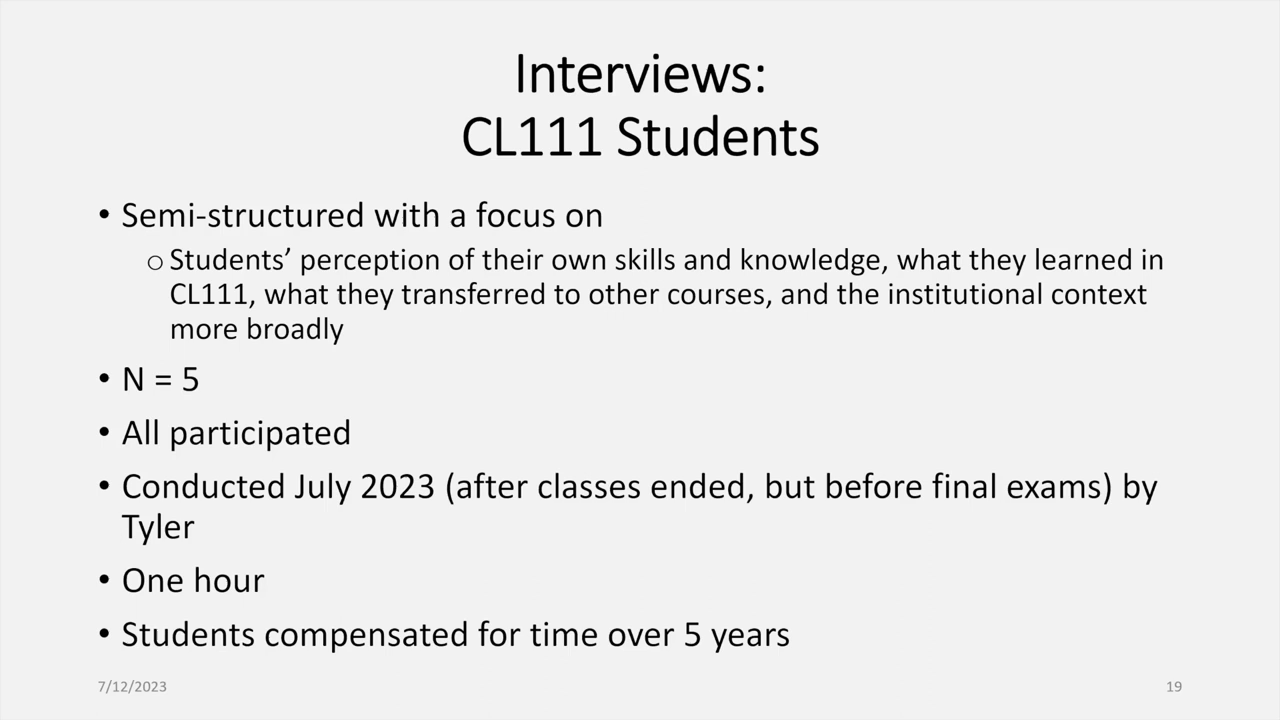 Interviews:
CL111 Students
• Semi-structured with a focus on
o Students’ perception of their own skills and knowledge, what they learned in
CL111, what they transferred to other courses, and the institutional context
more broadly
• N = 5
• All participated
• Conducted July 2023 (after classes ended, but before final exams) by
Tyler
• One hour
• Students compensated for time over 5 years
7/12/2023
19